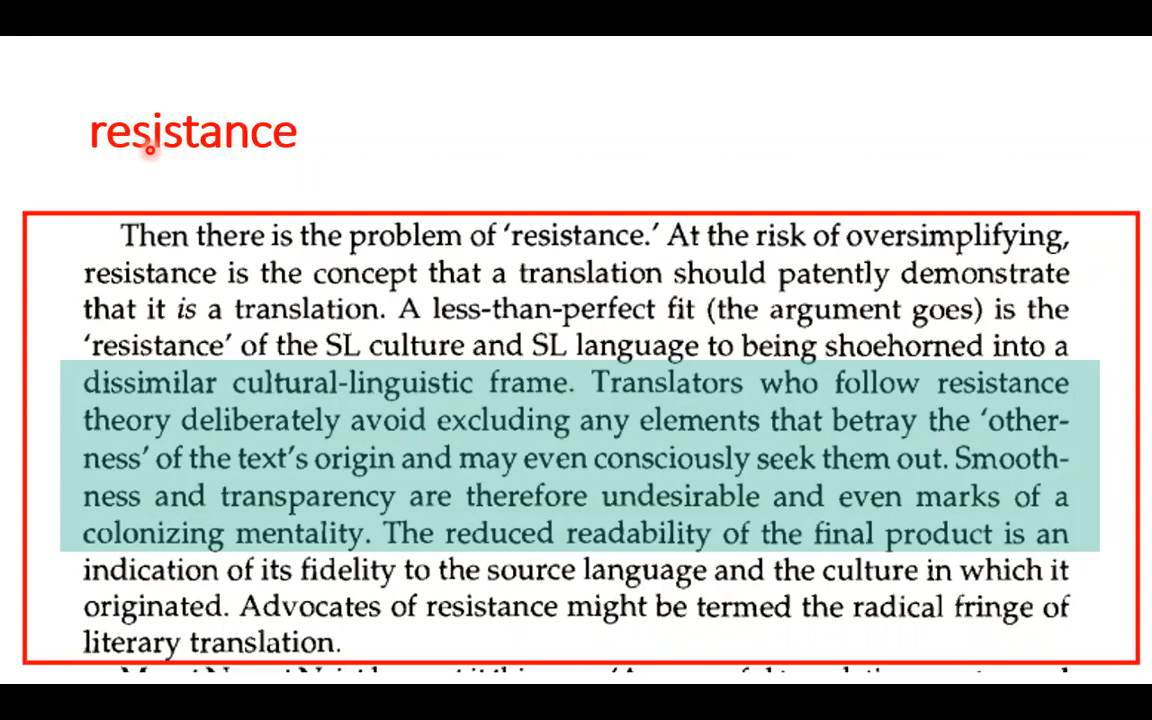 resistance
Then there is the problem of ‘resistance.’ At the risk of oversimplifying,
resistance is the concept that a translation should patently demonstrate
that it is a translation. A less-than-perfect fit (the argument goes) is the
‘resistance’ of the SL culture and SL language to being shoehorned into a
dissimilar cultural-linguistic frame. Translators who follow resistance
theory deliberately avoid excluding any elements that betray the ‘other-
ness’ of the text’s origin and may even consciously seek them out. Smooth-
ness and transparency are therefore undesirable and even marks of a
colonizing mentality. The reduced readability of the final product is an
indication of its fidelity to the source language and the culture in which it
originated. Advocates of resistance might be termed the radical fringe of
literary translation.